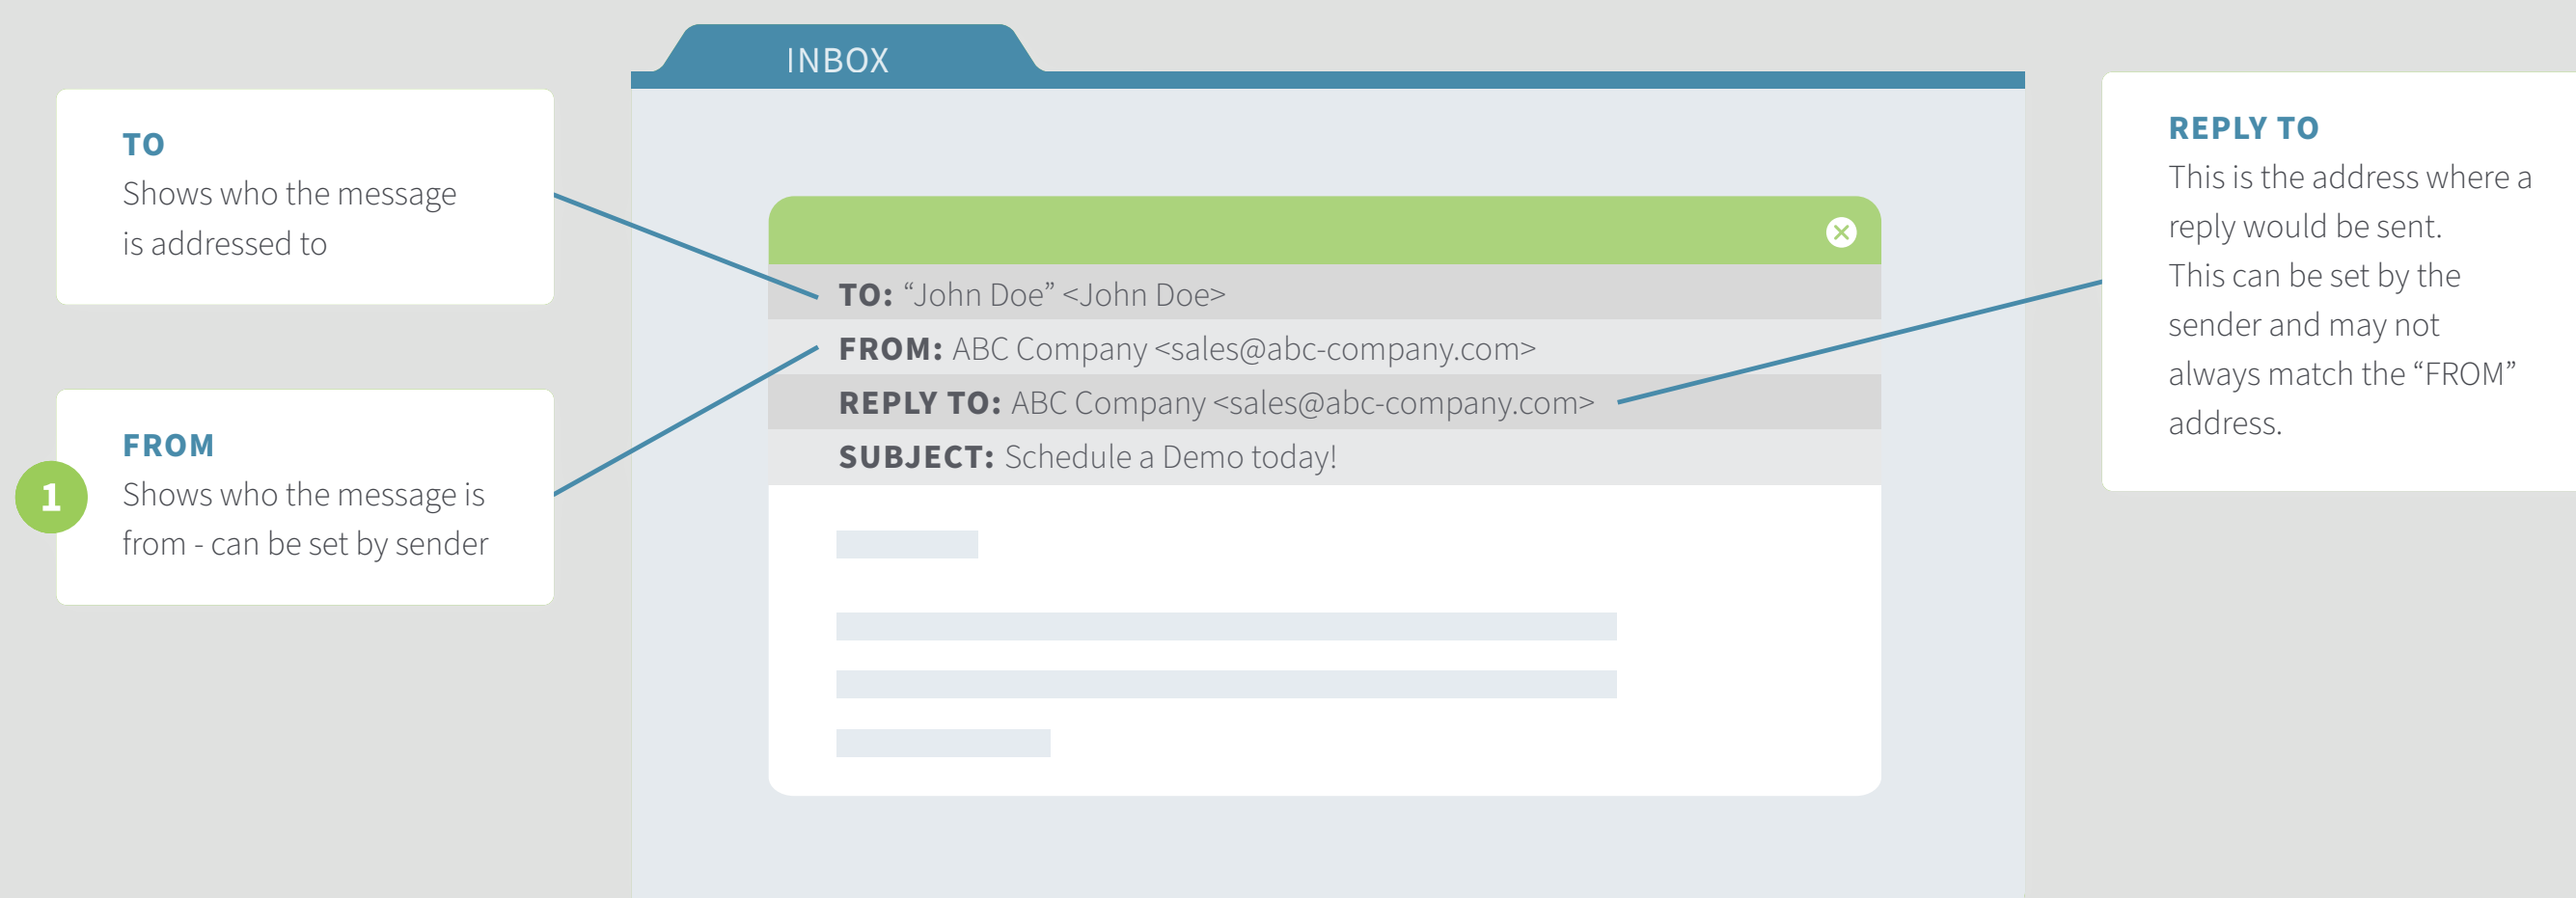 INBOX
TO
Shows who the message
is addressed to
FROM
1
Shows who the message is
from - can be set by sender
TO: “John Doe” <John Doe>
FROM: ABC Company <sales@abc-company.com>
REPLY TO: ABC Company <sales@abc-company.com>
SUBJECT: Schedule a Demo today!
REPLY TO
This is the address where a
reply would be sent.
This can be set by the
sender and may not
always match the “FROM”
address.